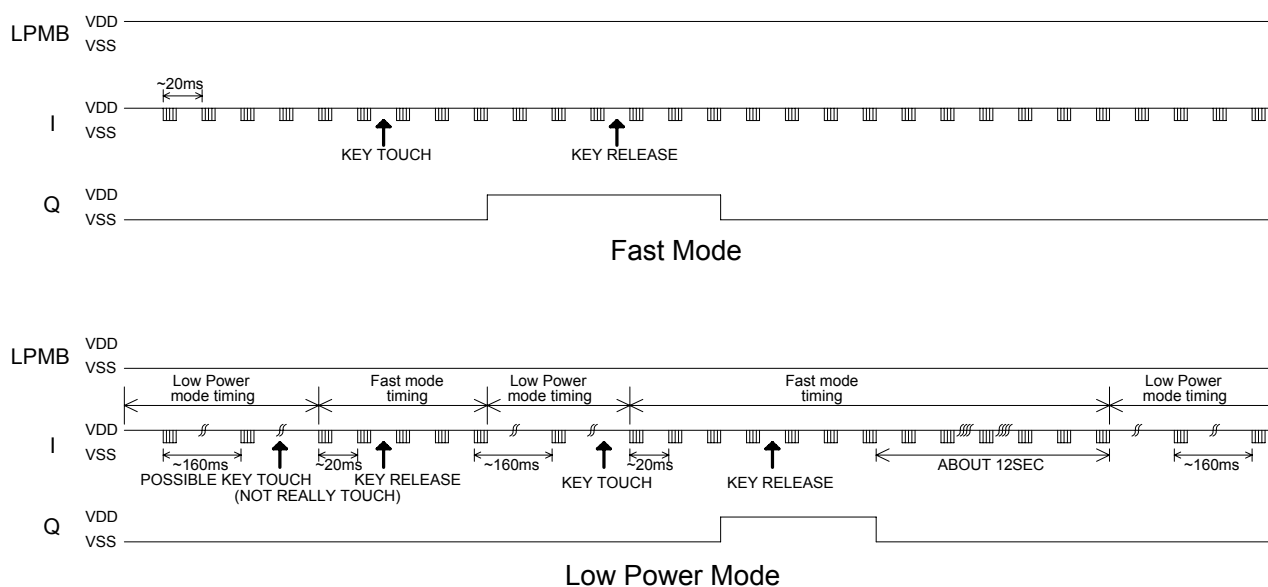 LPMB
VDD
VSS
~20ms
I
VDD
VSS
KEY TOUCH
KEY RELEASE
Q
VDD
VSS
Fast Mode
LPMB
VDD
VSS
Low Power
mode timing
Fast mode
timing
Low Power
mode timing
Fast mode
timing
Low Power
mode timing
I
VDD
VSS
~160ms
POSSIBLE KEY TOUCH
(NOT REALLY TOUCH)
~20ms
KEY RELEASE
~160ms
KEY TOUCH
~20ms
KEY RELEASE
ABOUT 12SEC
~160ms
Q
VDD
VSS
Low Power Mode